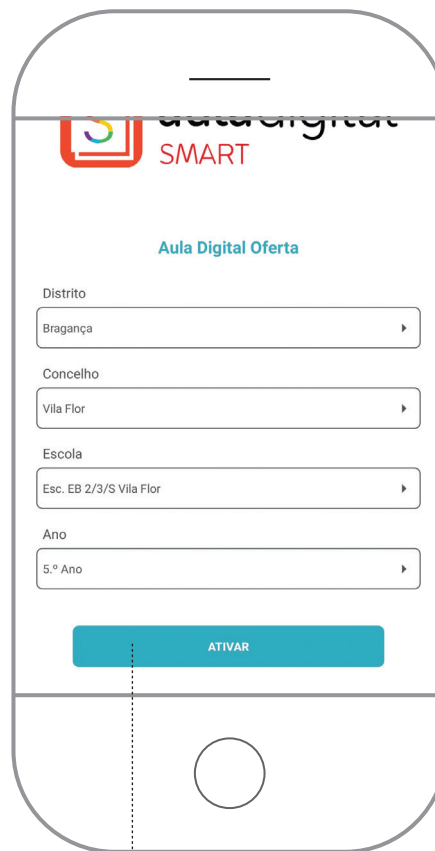 auladigital
SMART
Aula Digital Oferta
Distrito
Bragança
Concelho
Vila Flor
Escola
Esc. EB 2/3/S Vila Flor
Ano
5.º Ano
ATIVAR